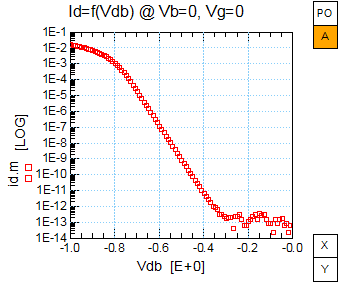 Id=f(Vdb) @ Vb=0, Vg=0
PO
A
1E-1
1E-2
1E-3
1E-4
1E-5
1E-6
1E-7
1E-8
1E-9
1E-10
1E-11
1E-12
1E-13
1E-14
id.m [LOG]
-1.0 -0.8 -0.6 -0.4 -0.2 -0.0
Vdb [E+0]
X
Y